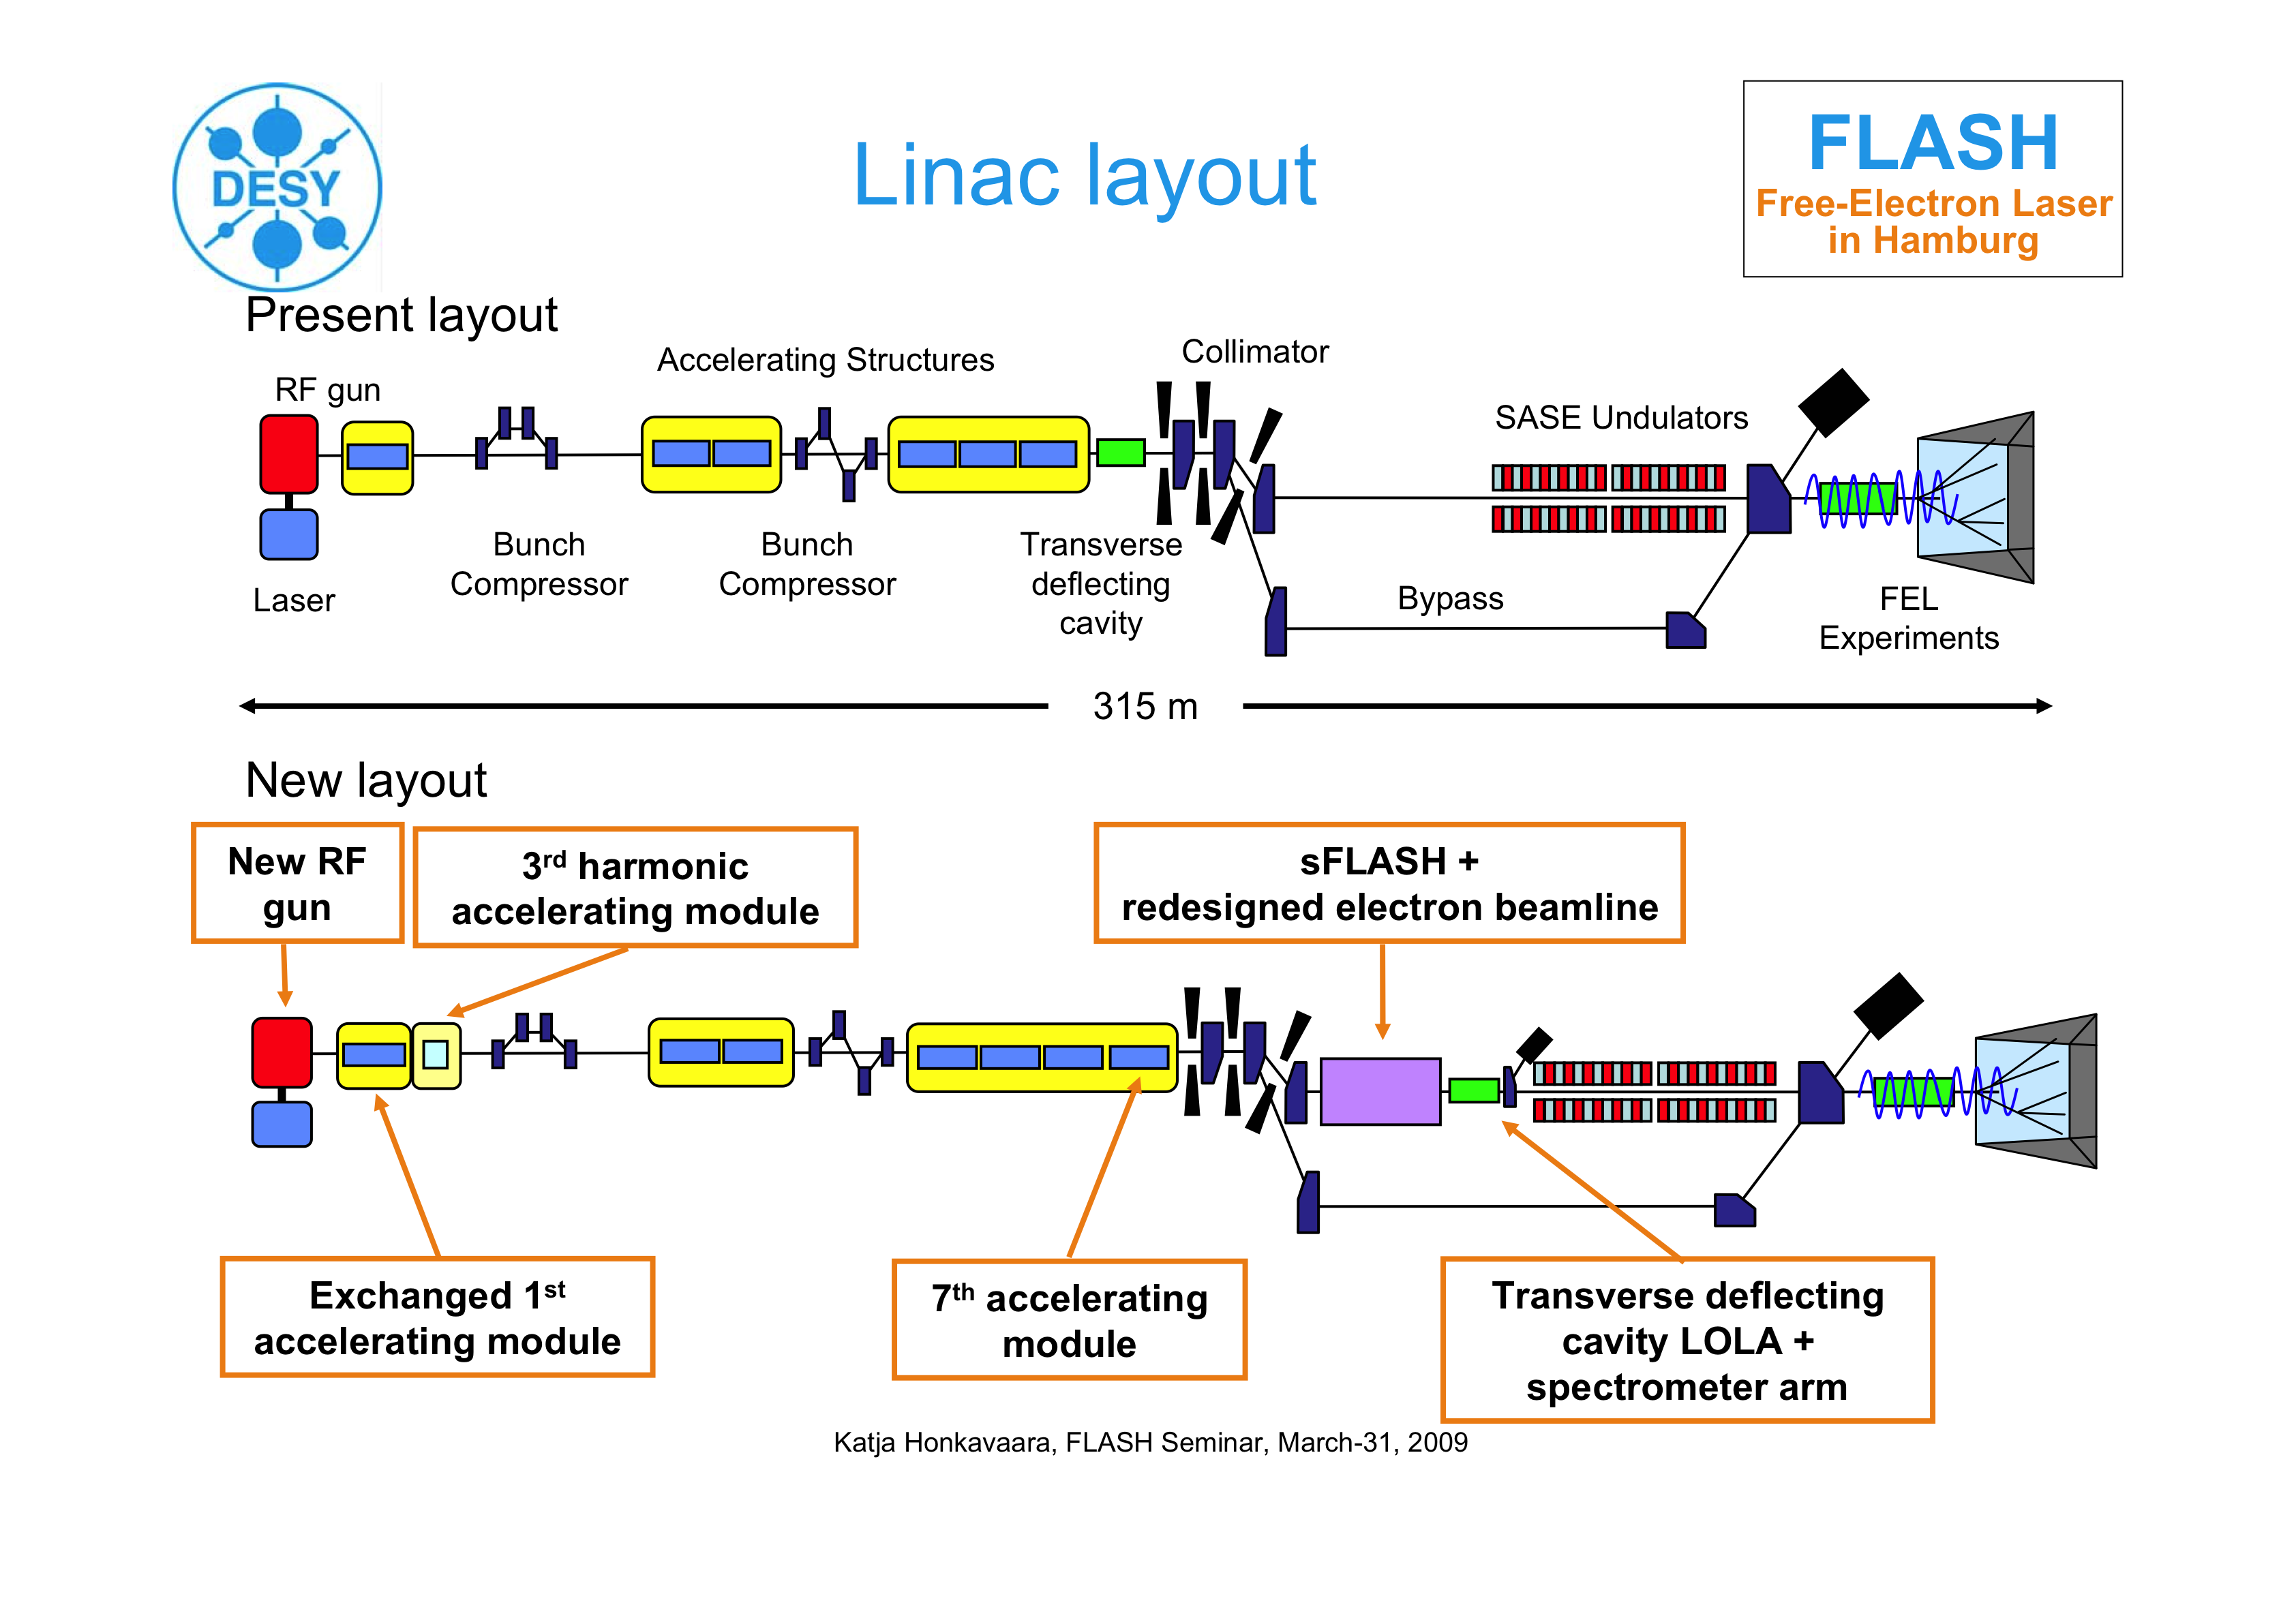 DESY
Linac layout
FLASH
Free-Electron Laser
in Hamburg
Present layout
RF gun
Accelerating Structures
Collimator
SASE Undulators
Laser
Bunch
Compressor
Bunch
Compressor
Transverse
deflecting
cavity
Bypass
FEL
Experiments
315 m
New layout
New RF
gun
3rd harmonic
accelerating module
sFLASH +
redesigned electron beamline
Exchanged 1st
accelerating module
7th accelerating
module
Transverse deflecting
cavity LOLA +
spectrometer arm
Katja Honkavaara, FLASH Seminar, March-31, 2009